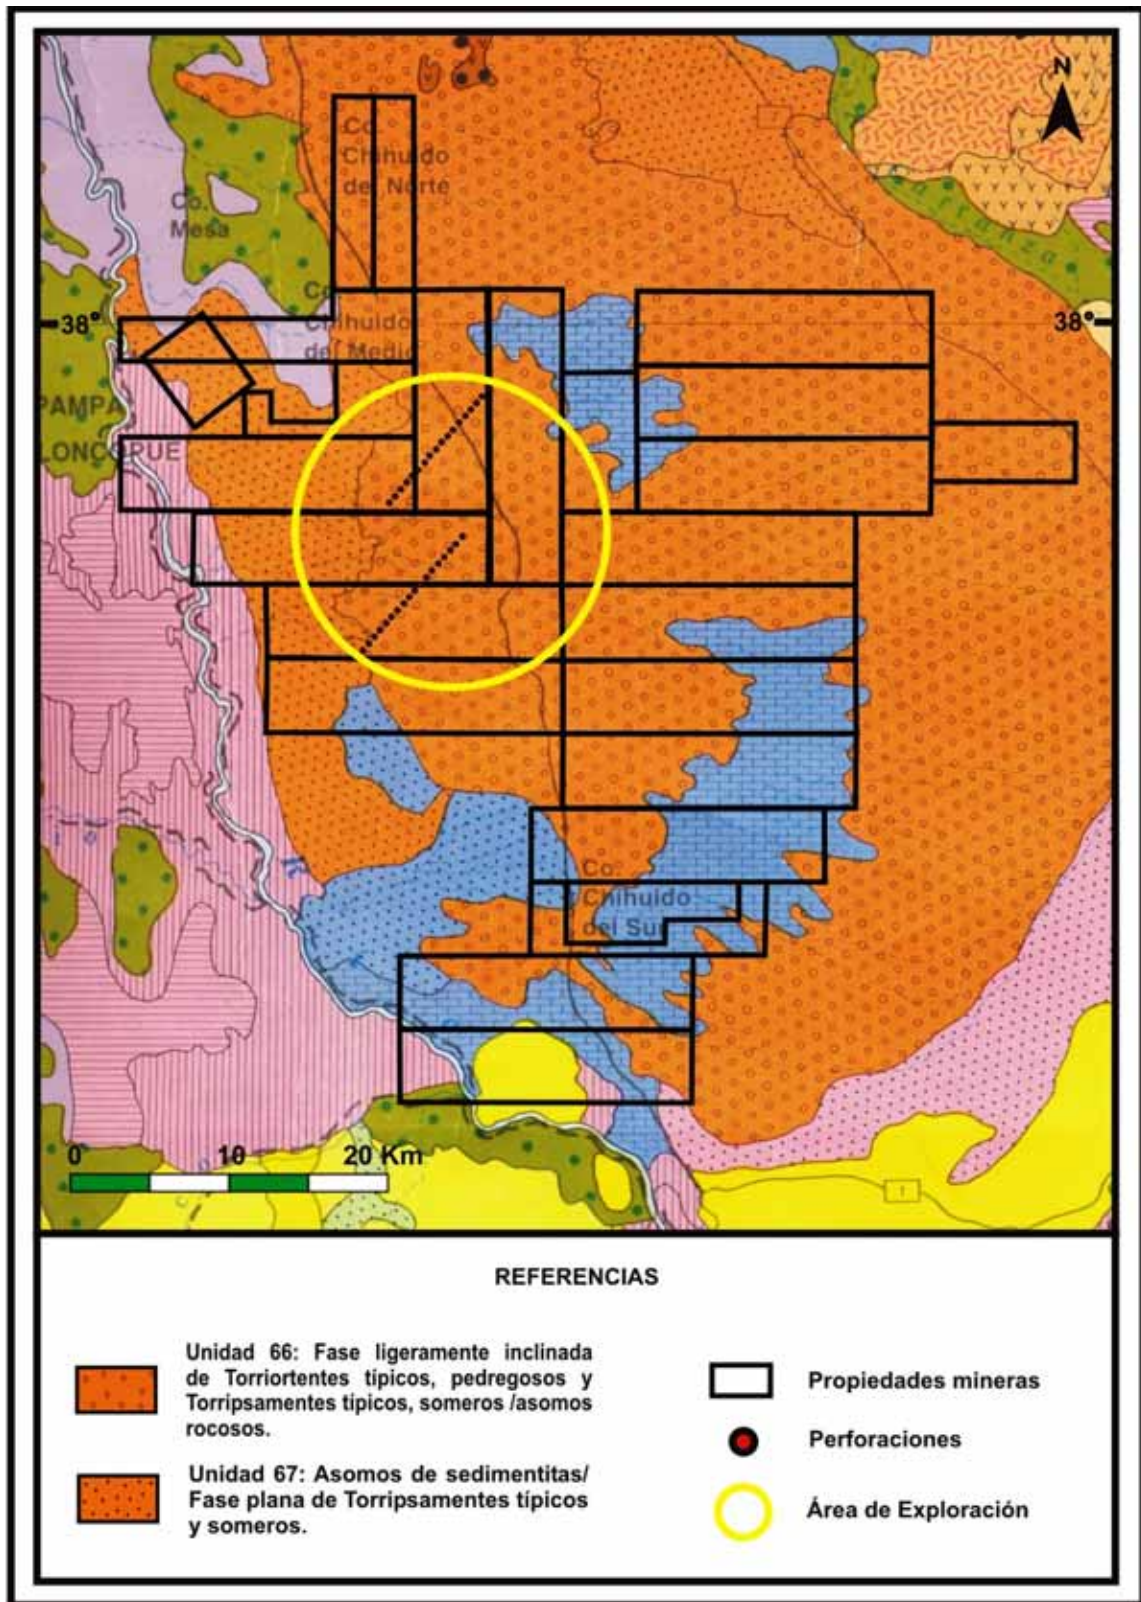 N
Co.
Chihuido
del Norte
Co.
Mesa
Co.
Chihuido
del Medio
38°
38°
PAMPA
LONCOPUE
Co.
Chihuido
del Sur
1
0 10 20 Km
REFERENCIAS
Unidad 66: Fase ligeramente inclinada
de Torriortentes típicos, pedregosos y
Torripsamentes típicos, someros /asomos
rocosos.
Unidad 67: Asomos de sedimentitas/
Fase plana de Torripsamentes típicos
y someros.
Propiedades mineras
Perforaciones
Área de Exploración